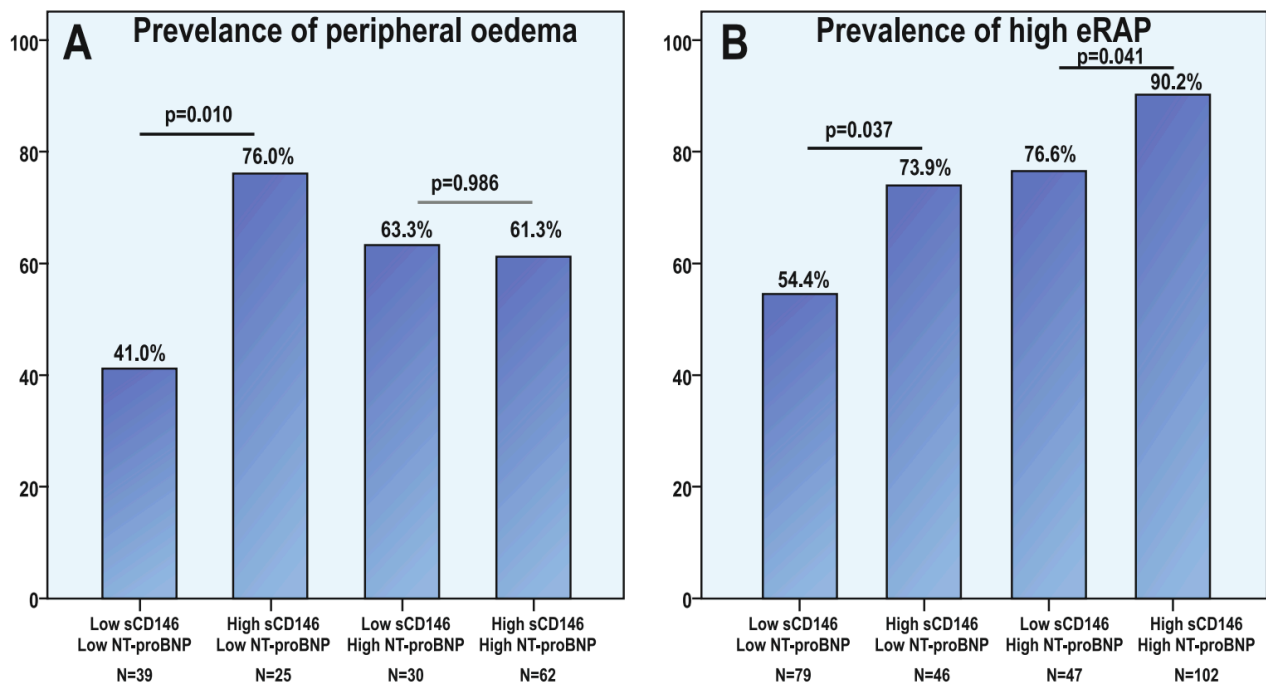 A
Prevelance of peripheral oedema
100
80
60
40
20
0
p=0.010
p=0.986
41.0%
76.0%
63.3%
61.3%
Low sCD146
Low NT-proBNP
N=39
High sCD146
Low NT-proBNP
N=25
Low sCD146
High NT-proBNP
N=30
High sCD146
High NT-proBNP
N=62
B
Prevalence of high eRAP
100
80
60
40
20
0
p=0.037
p=0.041
54.4%
73.9%
76.6%
90.2%
Low sCD146
Low NT-proBNP
N=79
High sCD146
Low NT-proBNP
N=46
Low sCD146
High NT-proBNP
N=47
High sCD146
High NT-proBNP
N=102